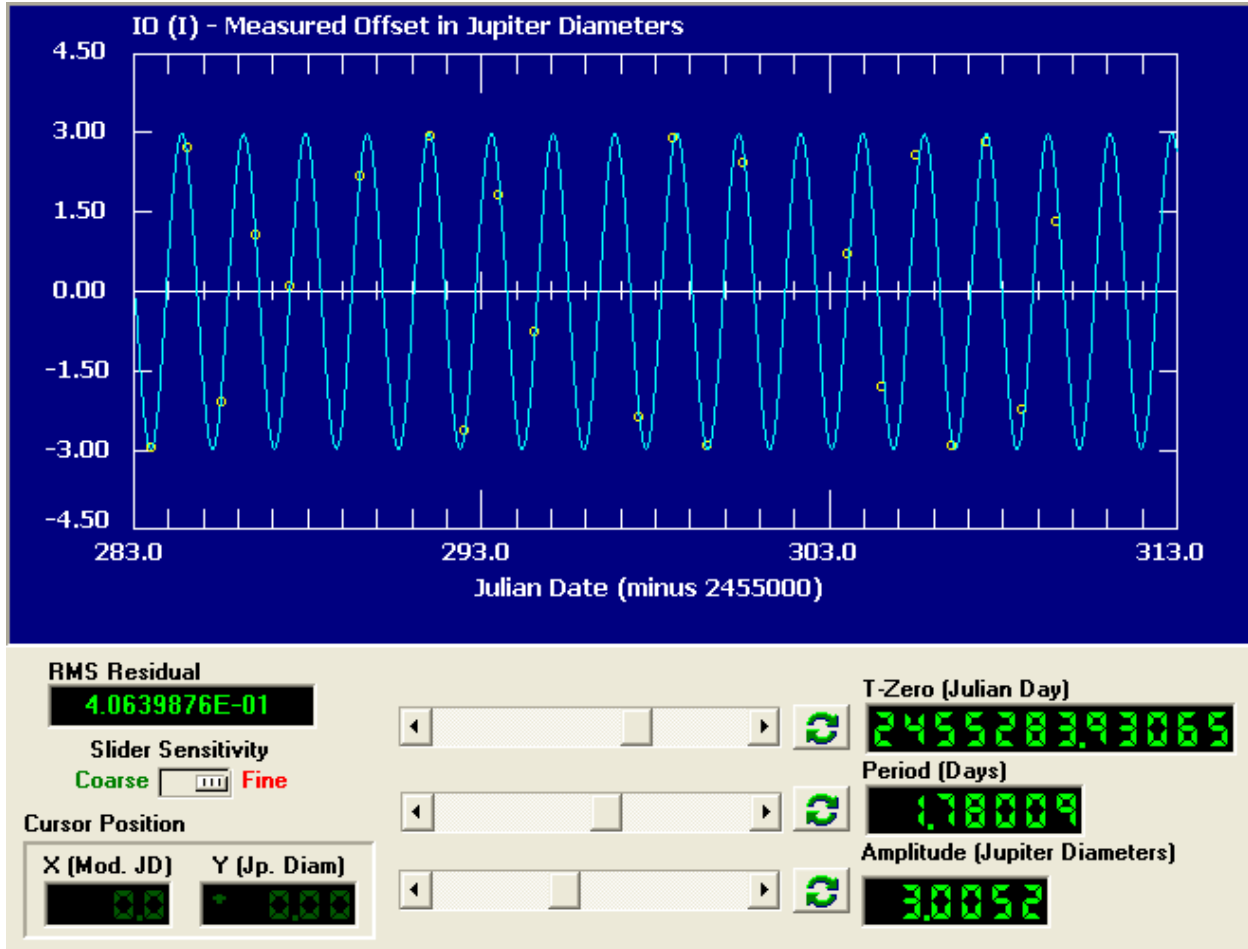 IO (I) - Measured Offset in Jupiter Diameters
4.50
3.00
1.50
0.00
-1.50
-3.00
-4.50
283.0 293.0 303.0 313.0
Julian Date (minus 2455000)
RMS Residual
4.0639876E-01
Slider Sensitivity
Coarse Fine
Cursor Position
X (Mod. JD) Y (Jp. Diam)
0.0 + 0.00
T-Zero (Julian Day)
2455283.93065
Period (Days)
1.78009
Amplitude (Jupiter Diameters)
3.0052